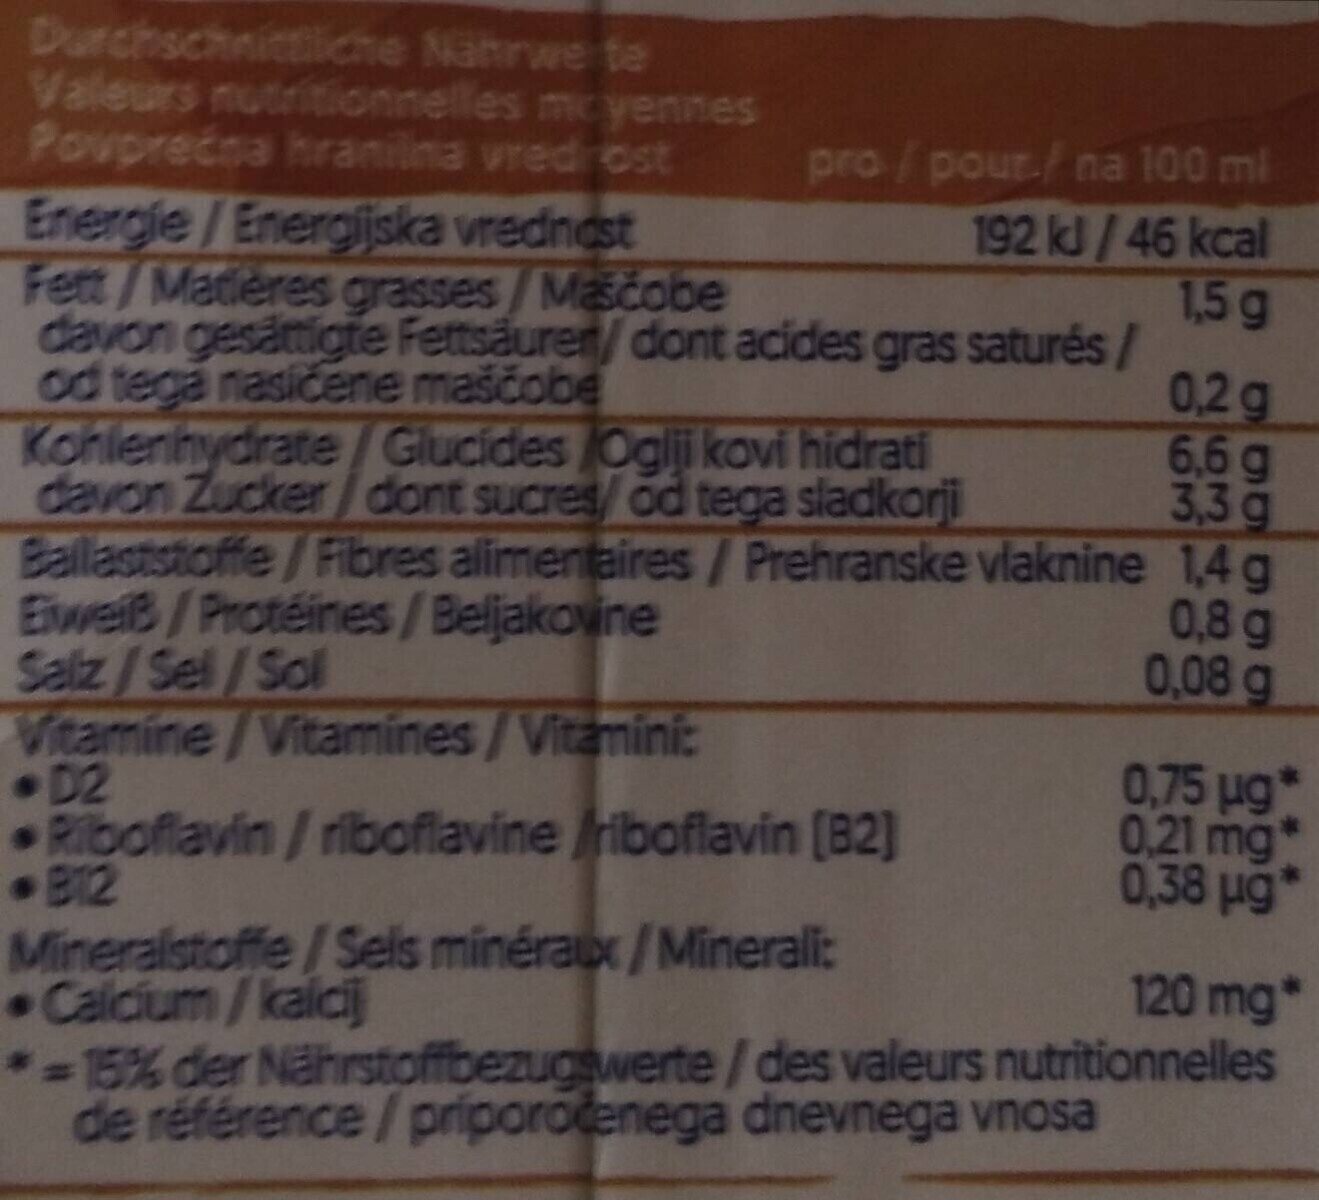 Durchschnittliche Nährwerte
Valeurs nutritionnelles moyennes
Povprečna hranilna vrednost pro / pour / na 100 ml
Energie / Energijska vrednost 192 kJ / 46 kcal
Fett / Matières grasses / Maščobe 1,5 g
davon gesättigte Fettsäuren / dont acides gras saturés /
od tega nasičene maščobe 0,2 g
Kohlenhydrate / Glucides / Ogljikovi hidrati 6,6 g
davon Zucker / dont sucres / od tega sladkorji 3,3 g
Ballaststoffe / Fibres alimentaires / Prehranske vlaknine 1,4 g
Eiweiß / Protéines / Beljakovine 0,8 g
Salz / Sel / Sol 0,08 g
Vitamine / Vitamines / Vitamini:
• D2 0,75 µg*
• Riboflavin / riboflavine / riboflavin [B2] 0,21 mg*
• B12 0,38 µg*
Mineralstoffe / Sels minéraux / Minerali:
• Calcium / kalcij 120 mg*
* = 15% der Nährstoffbezugswerte / des valeurs nutritionnelles
de référence / priporočenega dnevnega vnosa